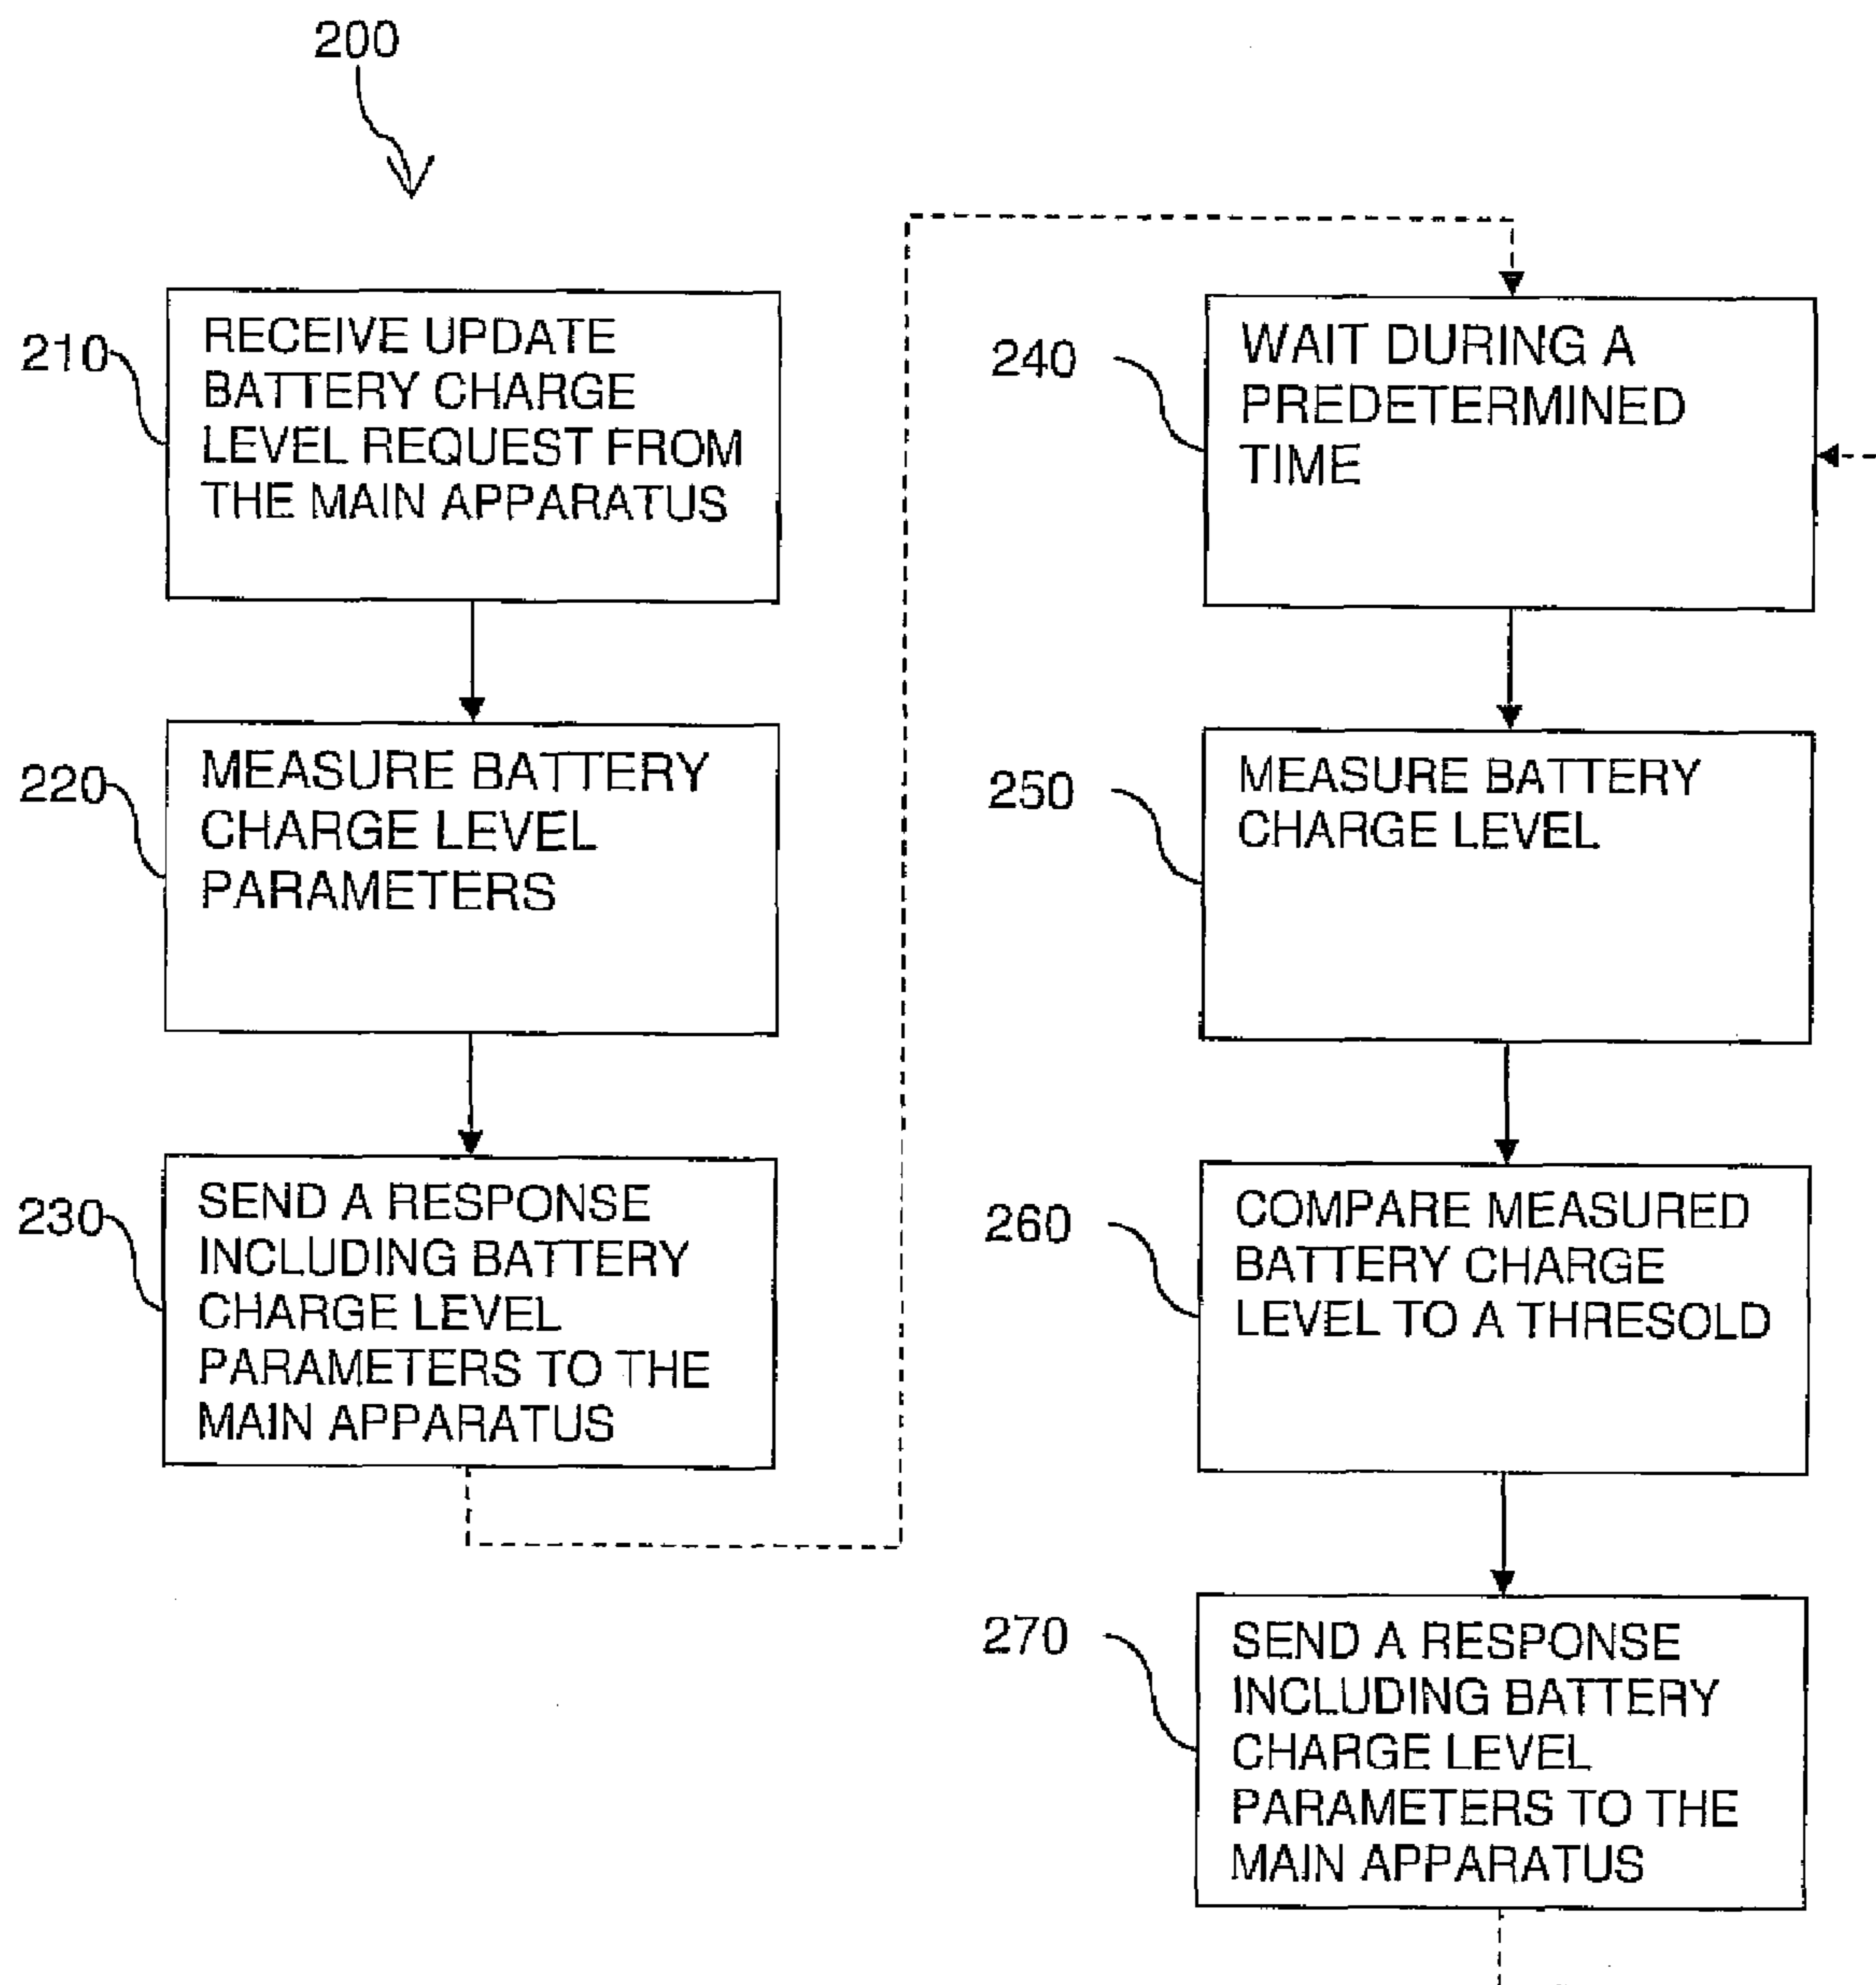 200
210
RECEIVE UPDATE
BATTERY CHARGE
LEVEL REQUEST FROM
THE MAIN APPARATUS
220
MEASURE BATTERY
CHARGE LEVEL
PARAMETERS
230
SEND A RESPONSE
INCLUDING BATTERY
CHARGE LEVEL
PARAMETERS TO THE
MAIN APPARATUS
240
WAIT DURING A
PREDETERMINED
TIME
250
MEASURE BATTERY
CHARGE LEVEL
260
COMPARE MEASURED
BATTERY CHARGE
LEVEL TO A THRESOLD
270
SEND A RESPONSE
INCLUDING BATTERY
CHARGE LEVEL
PARAMETERS TO THE
MAIN APPARATUS